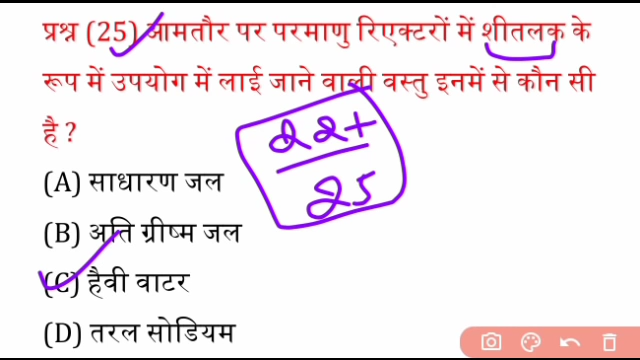 प्रश्न (25) आमतौर पर परमाणु रिएक्टरों में शीतलक के
रूप में उपयोग में लाई जाने वाली वस्तु इनमें से कौन सी
है ?
22+
25
(A) साधारण जल
(B) अति ग्रीष्म जल
(C) हैवी वाटर
(D) तरल सोडियम